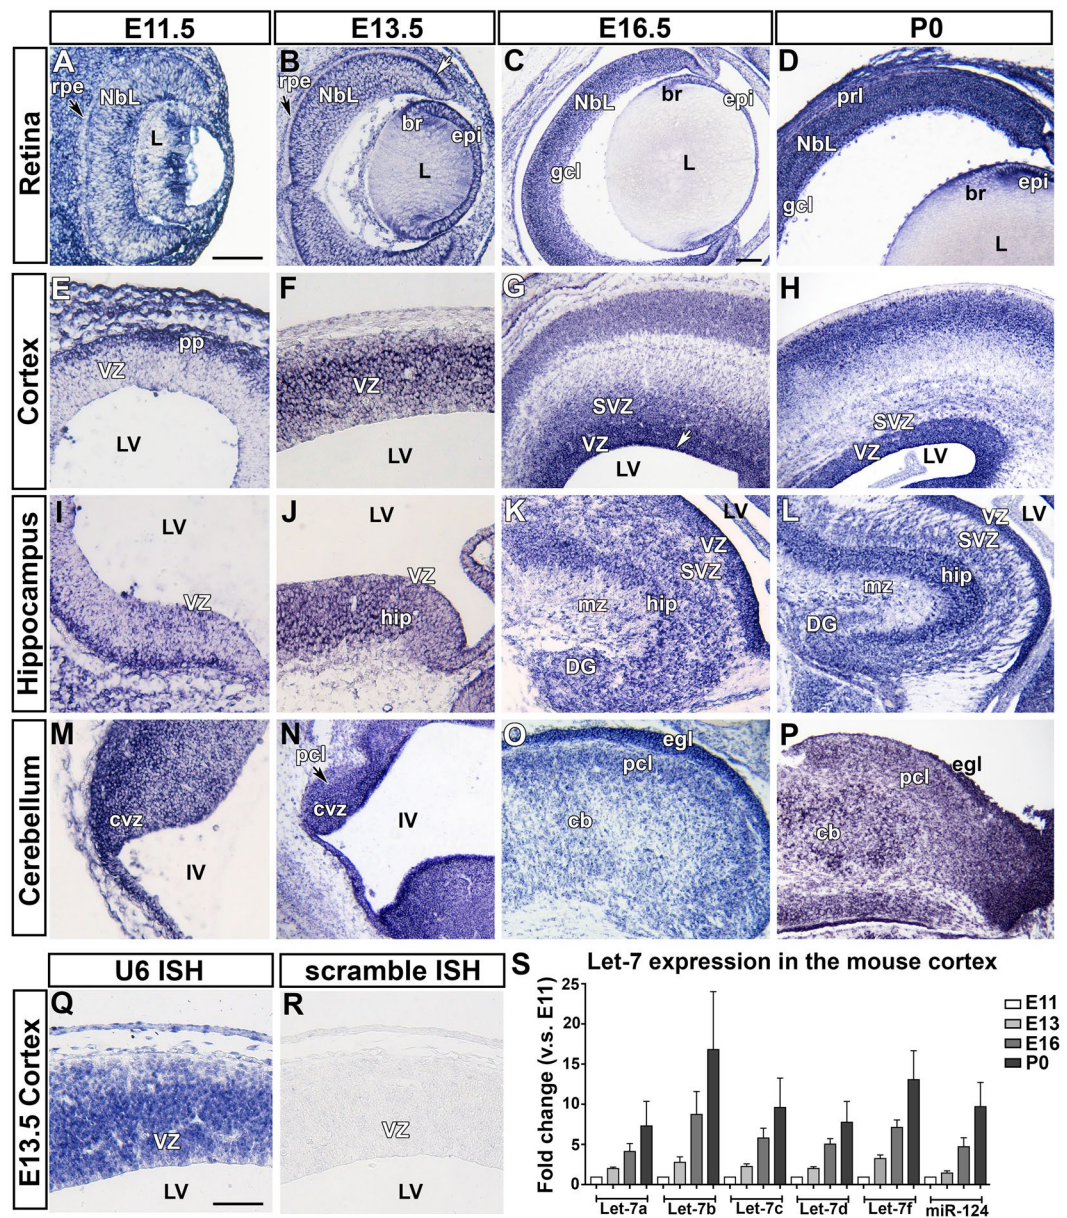 E11.5 E13.5 E16.5 P0
Retina
A rpe NbL L
B rpe NbL br epi L
C NbL br epi gcl L
D prl NbL gcl br epi L
Cortex
E pp VZ LV
F VZ LV
G SVZ VZ LV
H SVZ VZ LV
Hippocampus
I LV VZ
J LV VZ hip
K LV VZ SVZ mz hip DG
L VZ LV SVZ hip mz DG
Cerebellum
M cvz IV
N pcl cvz IV
O egl pcl cb
P egl pcl cb
U6 ISH scramble ISH
E13.5 Cortex
Q VZ LV
R VZ LV
S Let-7 expression in the mouse cortex
Fold change (v.s. E11)
25
20
15
10
5
0
E11
E13
E16
P0
Let-7a Let-7b Let-7c Let-7d Let-7f miR-124